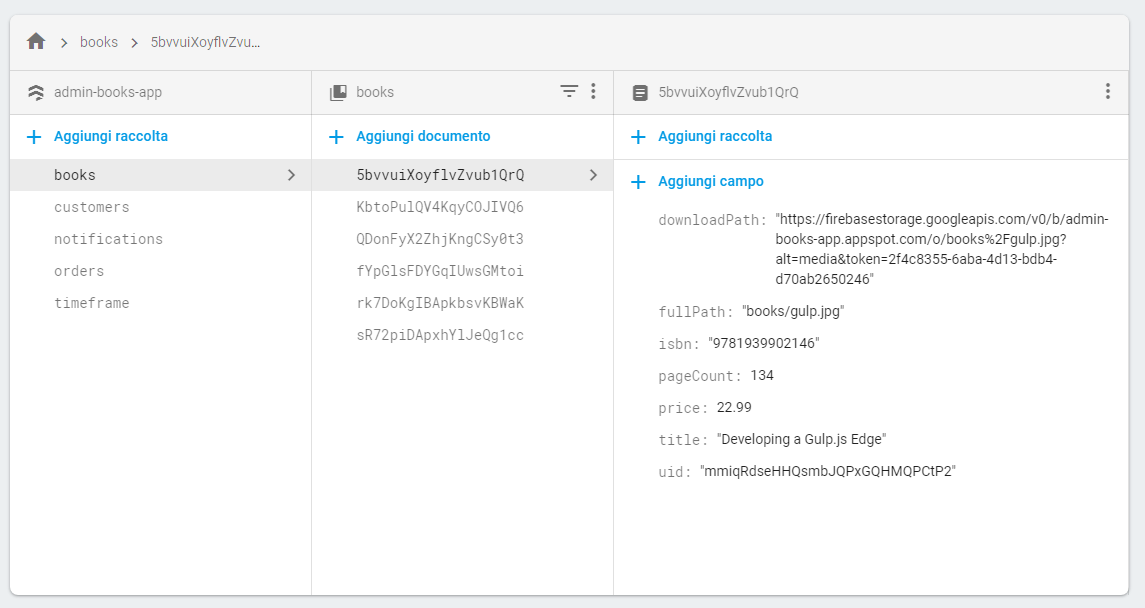 books
5bvvuiXoyflvZvu...
admin-books-app
books
5bvvuiXoyflvZvub1QrQ
Aggiungi raccolta
Aggiungi documento
Aggiungi raccolta
books
customers
notifications
orders
timeframe
5bvvuiXoyflvZvub1QrQ
KbtoPulQV4KqyCOJIVQ6
QDonFyX2ZhjKngCSy0t3
fYpGlsFDYGqIUwsGMtoi
rk7DoKgIBApkbsvKBWaK
sR72piDApxhYlJeQg1cc
Aggiungi campo
downloadPath: "https://firebasestorage.googleapis.com/v0/b/admin-
books-app.appspot.com/o/books%2Fgulp.jpg?
alt=media&token=2f4c8355-6aba-4d13-bdb4-
d70ab2650246"
fullPath: "books/gulp.jpg"
isbn: "9781939902146"
pageCount: 134
price: 22.99
title: "Developing a Gulp.js Edge"
uid: "mmiqRdseHHQsmbJQPxGQHMQPCtP2"